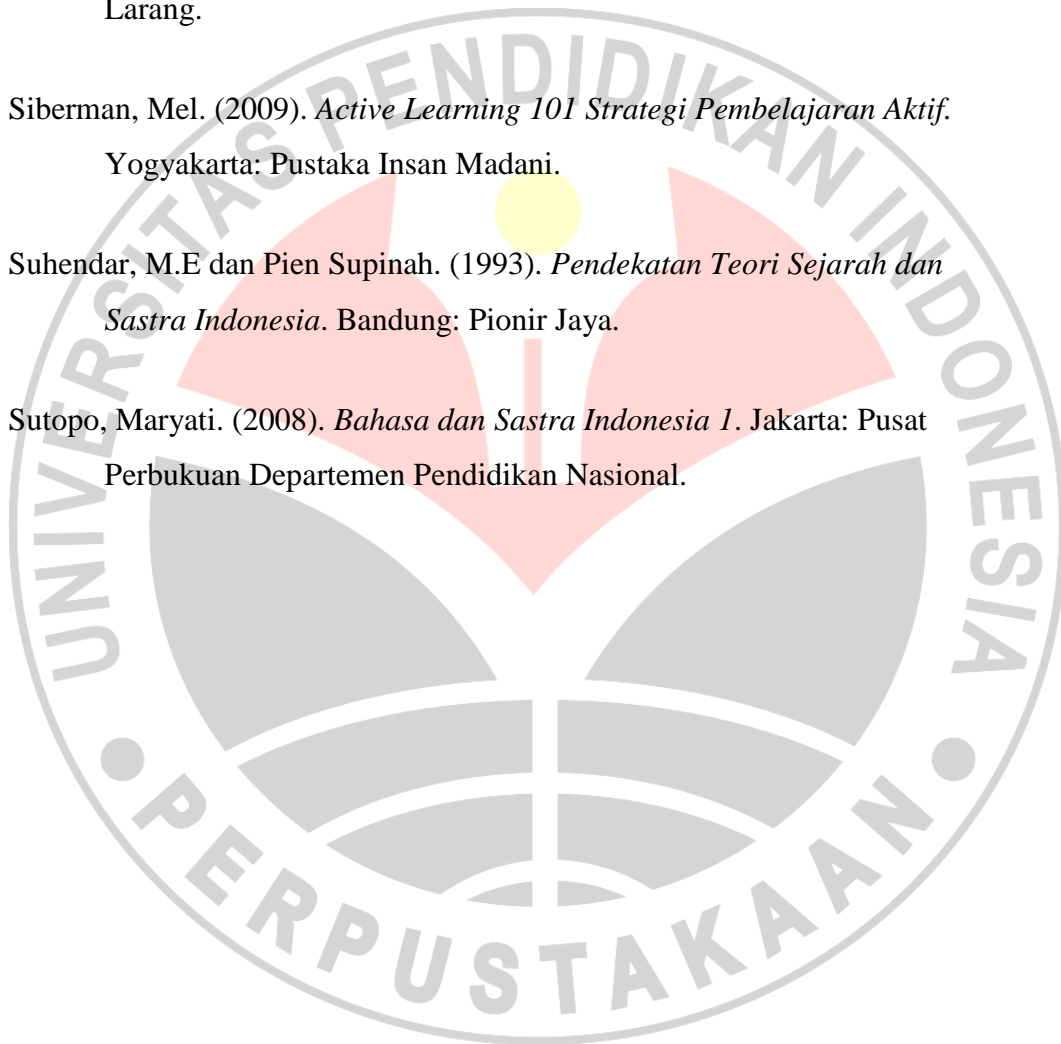 Larang.
Siberman, Mel. (2009). Active Learning 101 Strategi Pembelajaran Aktif.
Yogyakarta: Pustaka Insan Madani.
Suhendar, M.E dan Pien Supinah. (1993). Pendekatan Teori Sejarah dan
Sastra Indonesia. Bandung: Pionir Jaya.
Sutopo, Maryati. (2008). Bahasa dan Sastra Indonesia 1. Jakarta: Pusat
Perbukuan Departemen Pendidikan Nasional.
UNIVERSITAS PENDIDIKAN INDONESIA
PERPUSTAKAAN